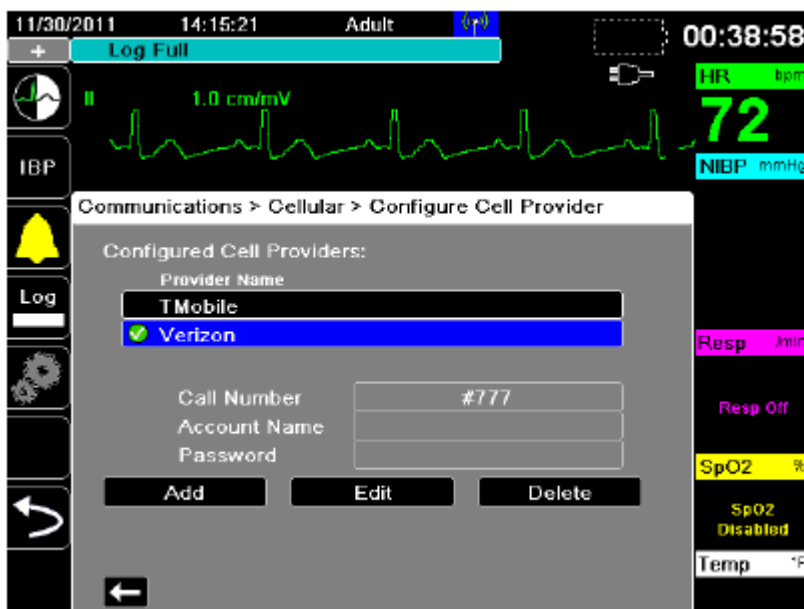 11/30/2011 14:15:21 Adult
00:38:58
+ Log Full
HR bpm
II 1.0 cm/mV
72
IBP
NIBP mmHg
Communications > Cellular > Configure Cell Provider
Configured Cell Providers:
Provider Name
TMobile
Verizon
Log
Resp /min
Call Number #777
Account Name
Password
Resp Off
SpO2 %
Add Edit Delete
SpO2
Disabled
Temp °F